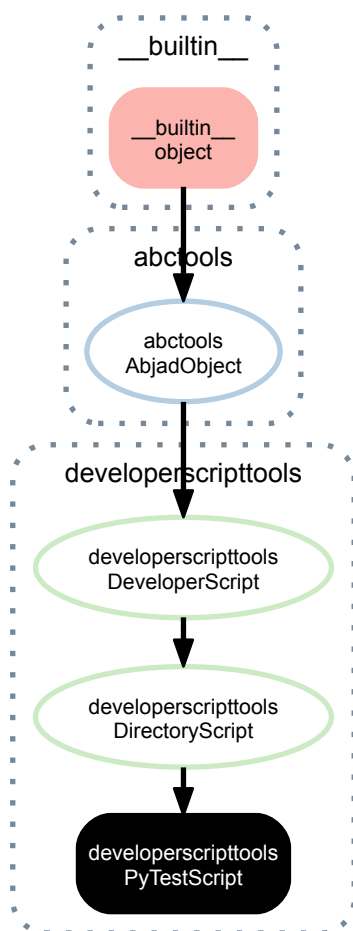 __builtin__
__builtin__
object
abctools
abctools
AbjadObject
developerscripttools
developerscripttools
DeveloperScript
developerscripttools
DirectoryScript
developerscripttools
PyTestScript